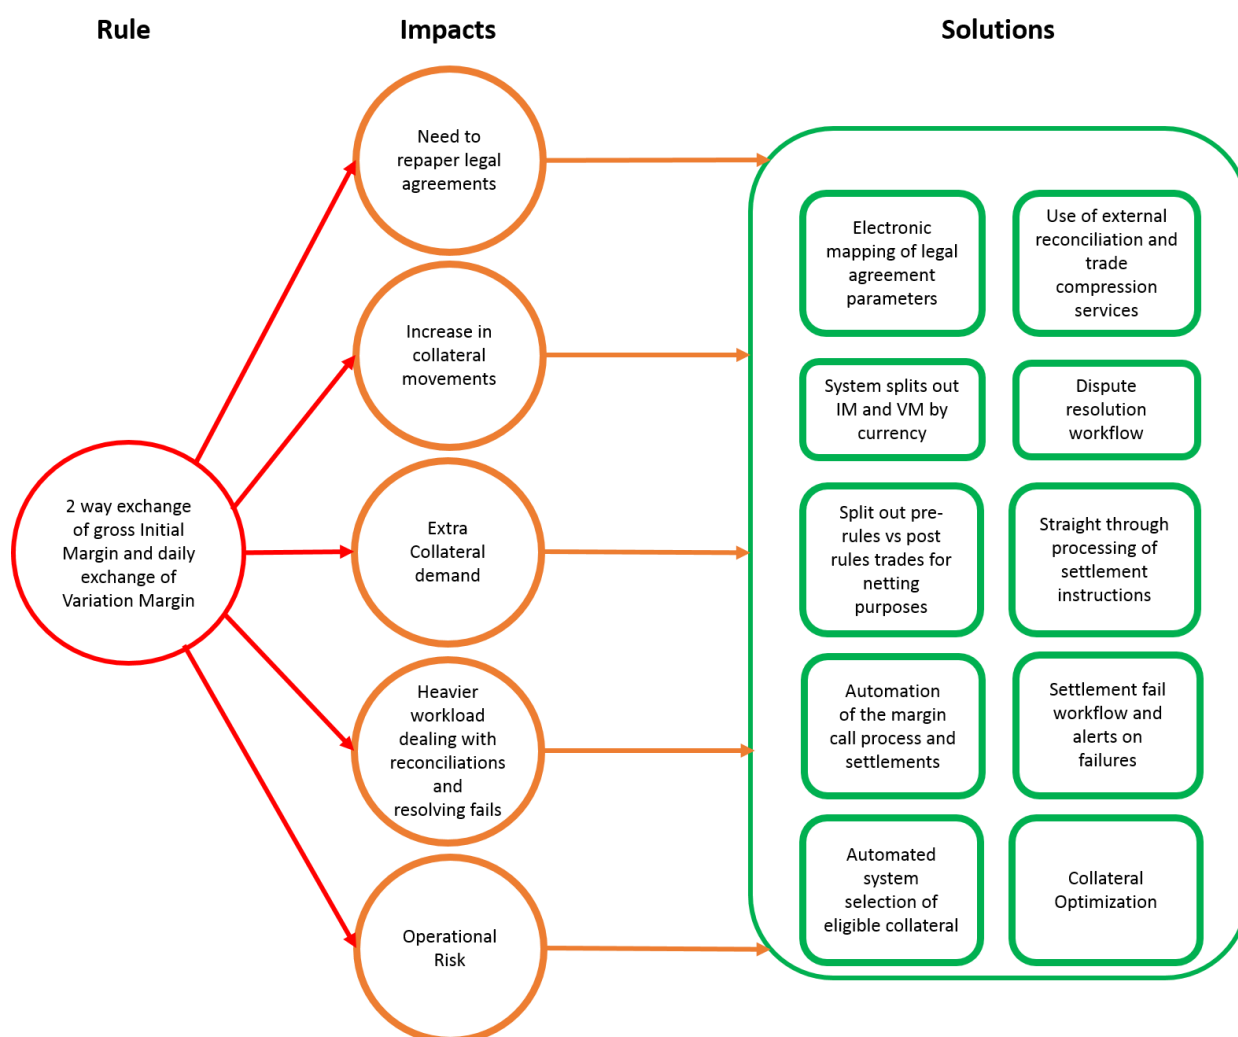 Rule
Impacts
Solutions
2 way exchange
of gross Initial
Margin and daily
exchange of
Variation Margin
Need to
repaper legal
agreements
Increase in
collateral
movements
Extra
Collateral
demand
Heavier
workload
dealing with
reconciliations
and
resolving fails
Operational
Risk
Electronic
mapping of legal
agreement
parameters
Use of external
reconciliation and
trade
compression
services
System splits out
IM and VM by
currency
Dispute
resolution
workflow
Split out pre-
rules vs post
rules trades for
netting
purposes
Straight through
processing of
settlement
instructions
Automation
of the margin
call process and
settlements
Settlement fail
workflow and
alerts on
failures
Automated
system
selection of
eligible collateral
Collateral
Optimization